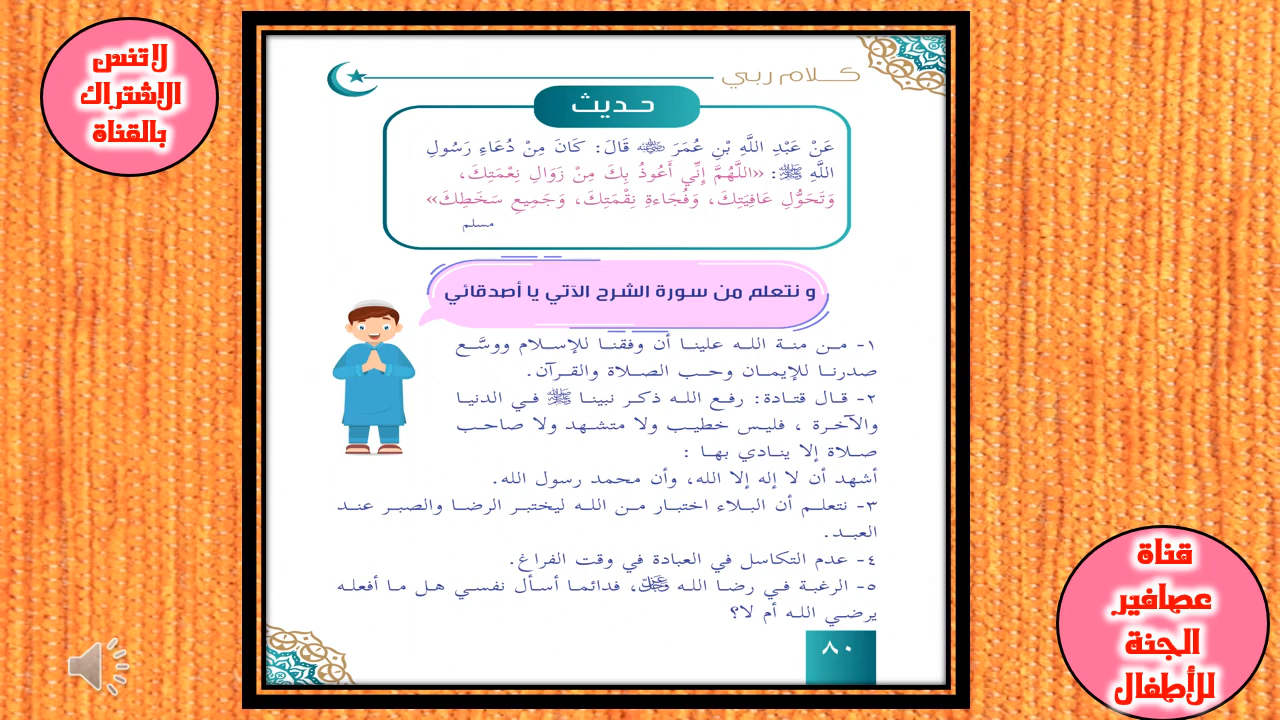 لا تنس
الإشتراك
بالقناة
كلام ربي
حديث
عَنْ عَبْدِ اللَّهِ بْنِ عُمَرَ ﵁ قَالَ: كَانَ مِنْ دُعَاءِ رَسُولِ
اللَّهِ ﷺ: «اللَّهُمَّ إِنِّي أَعُوذُ بِكَ مِنْ زَوَالِ نِعْمَتِكَ،
وَتَحَوُّلِ عَافِيَتِكَ، وَفُجَاءةِ نِقْمَتِكَ، وَجَمِيعِ سَخَطِكَ»
مسلم
و نتعلم من سورة الشرح الآتي يا أصدقائي
١- من منة الله علينا أن وفقنا للإسلام ووسَّع
صدرنا للإيمان وحب الصلاة والقرآن.
٢- قال قتادة: رفع الله ذكر نبينا ﷺ في الدنيا
والآخرة ، فليس خطيب ولا متشهد ولا صاحب
صلاة إلا ينادي بها :
أشهد أن لا إله إلا الله، وأن محمد رسول الله.
٣- نتعلم أن البلاء اختبار من الله ليختبر الرضا والصبر عند
العبد.
٤- عدم التكاسل في العبادة في وقت الفراغ.
٥- الرغبة في رضا الله عز وجل، فدائما أسأل نفسي هل ما أفعله
يرضي الله أم لا؟
٨٠
قناة
عصافير
الجنة
للأطفال